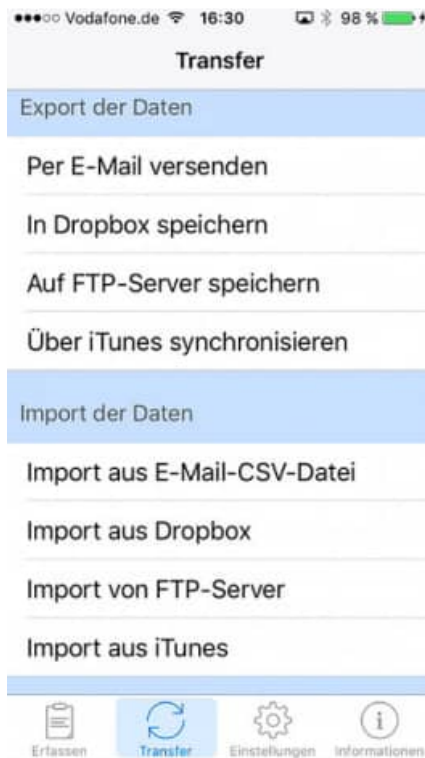 Vodafone.de 16:30 98 %
Transfer
Export der Daten
Per E-Mail versenden
In Dropbox speichern
Auf FTP-Server speichern
Über iTunes synchronisieren
Import der Daten
Import aus E-Mail-CSV-Datei
Import aus Dropbox
Import von FTP-Server
Import aus iTunes
Erfassen Transfer Einstellungen Informationen